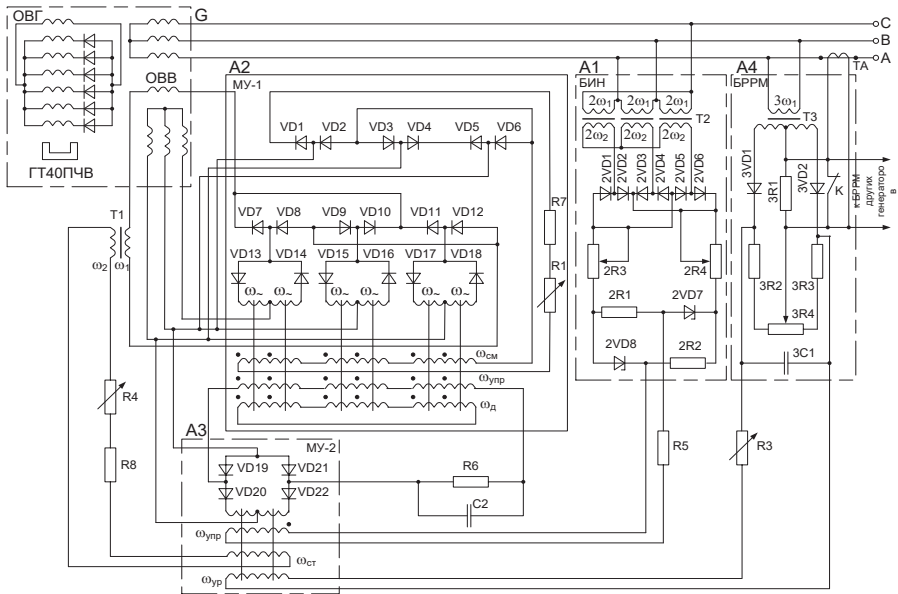 ОВГ
G
C
B
A
TA
A2
МУ-1
A1
БИН
A4
БРРМ
ОВВ
2ω1 2ω1 2ω1
2ω2 2ω2 2ω2
T2
3ω1
T3
VD1 VD2 VD3 VD4 VD5 VD6
2VD1
2VD2
2VD3
2VD4
2VD5
2VD6
3VD1
3R1
3VD2
K
к БРРМ
других
генераторо
в
ГТ40ПЧВ
R7
T1
ω2 ω1
VD7 VD8 VD9 VD10 VD11 VD12
VD13 VD14 VD15 VD16 VD17 VD18
ω~ ω~ ω~ ω~ ω~ ω~
R1
2R3
2R4
3R2
3R3
2R1
2VD7
3R4
2VD8
2R2
3C1
ωсм
ωупр
ωд
R4
A3
МУ-2
R8
VD19 VD21
VD20 VD22
R6
C2
R5
R3
ωупр
ωст
ωур